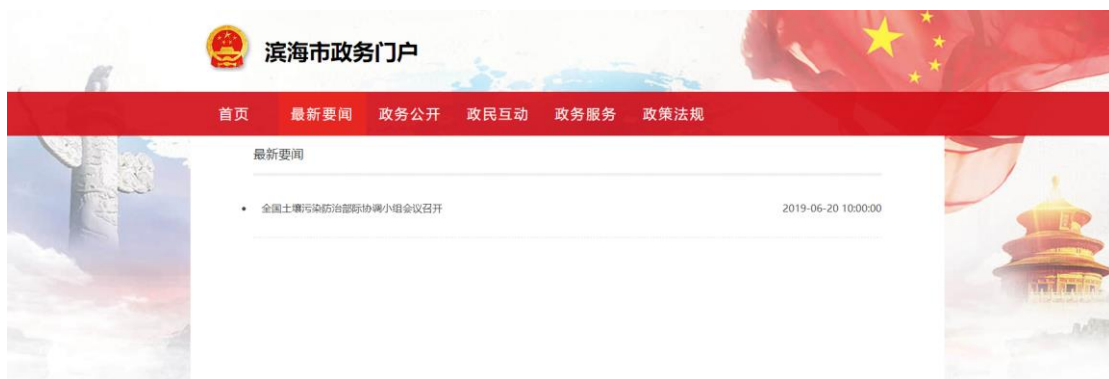 滨海市政务门户
首页 最新要闻 政务公开 政民互动 政务服务 政策法规
最新要闻
全国土壤污染防治部际协调小组会议召开 2019-06-20 10:00:00